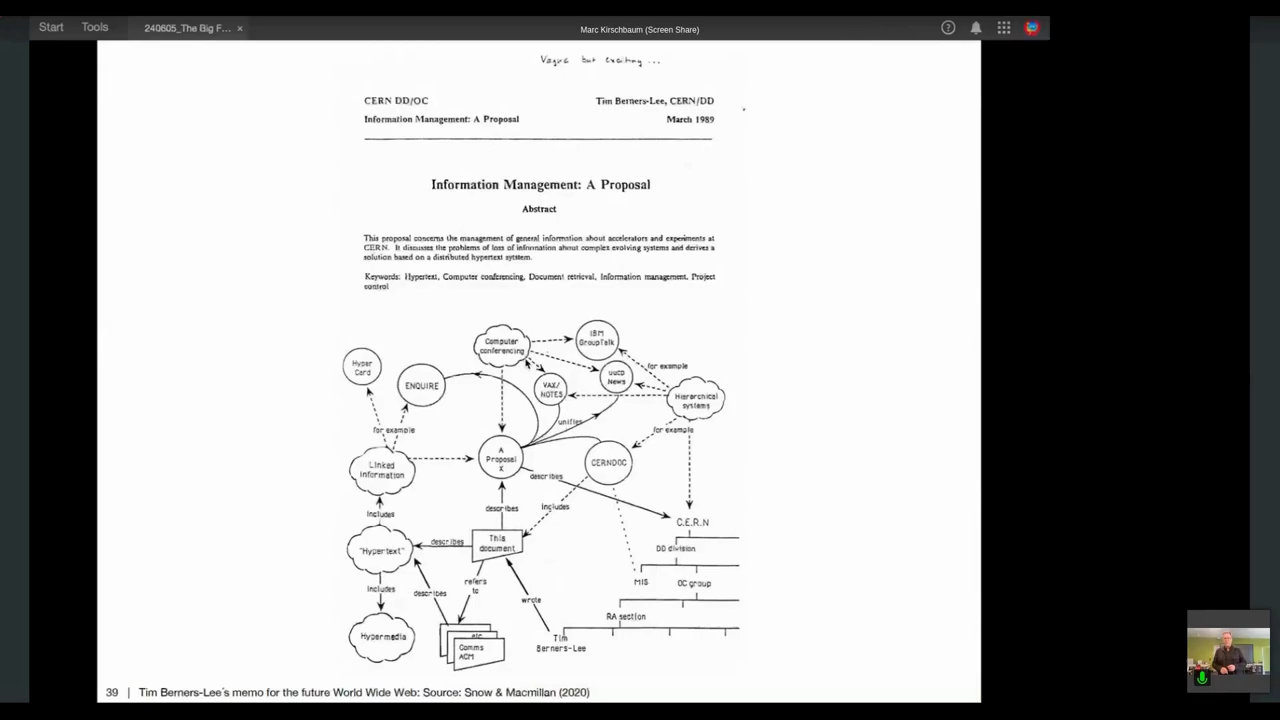 Marc Kirschbaum (Screen Share)
Start Tools 240605_The Big F... ×
Vague but exciting ...
CERN DD/OC Tim Berners-Lee, CERN/DD
Information Management: A Proposal March 1989
Information Management: A Proposal
Abstract
This proposal concerns the management of general information about accelerators and experiments at
CERN. It discusses the problems of loss of information about complex evolving systems and derives a
solution based on a distributed hypertext system.
Keywords: Hypertext, Computer conferencing, Document retrieval, Information management, Project
control
Computer
conferencing
IBM
GroupTalk
Hyper
Card
ENQUIRE
VAX/
NOTES
uucp
News
for example
Hierarchical
systems
unifies
for example
for example
Linked
information
A
Proposal
X
CERNDOC
describes
includes
describes
includes
C.E.R.N
"Hypertext"
describes
This
document
DD division
includes
describes
refers
to
wrote
MIS
OC group
RA section
Hypermedia
etc
Comms
ACM
Tim
Berners-Lee
39 | Tim Berners-Lee´s memo for the future World Wide Web: Source: Snow & Macmillan (2020)